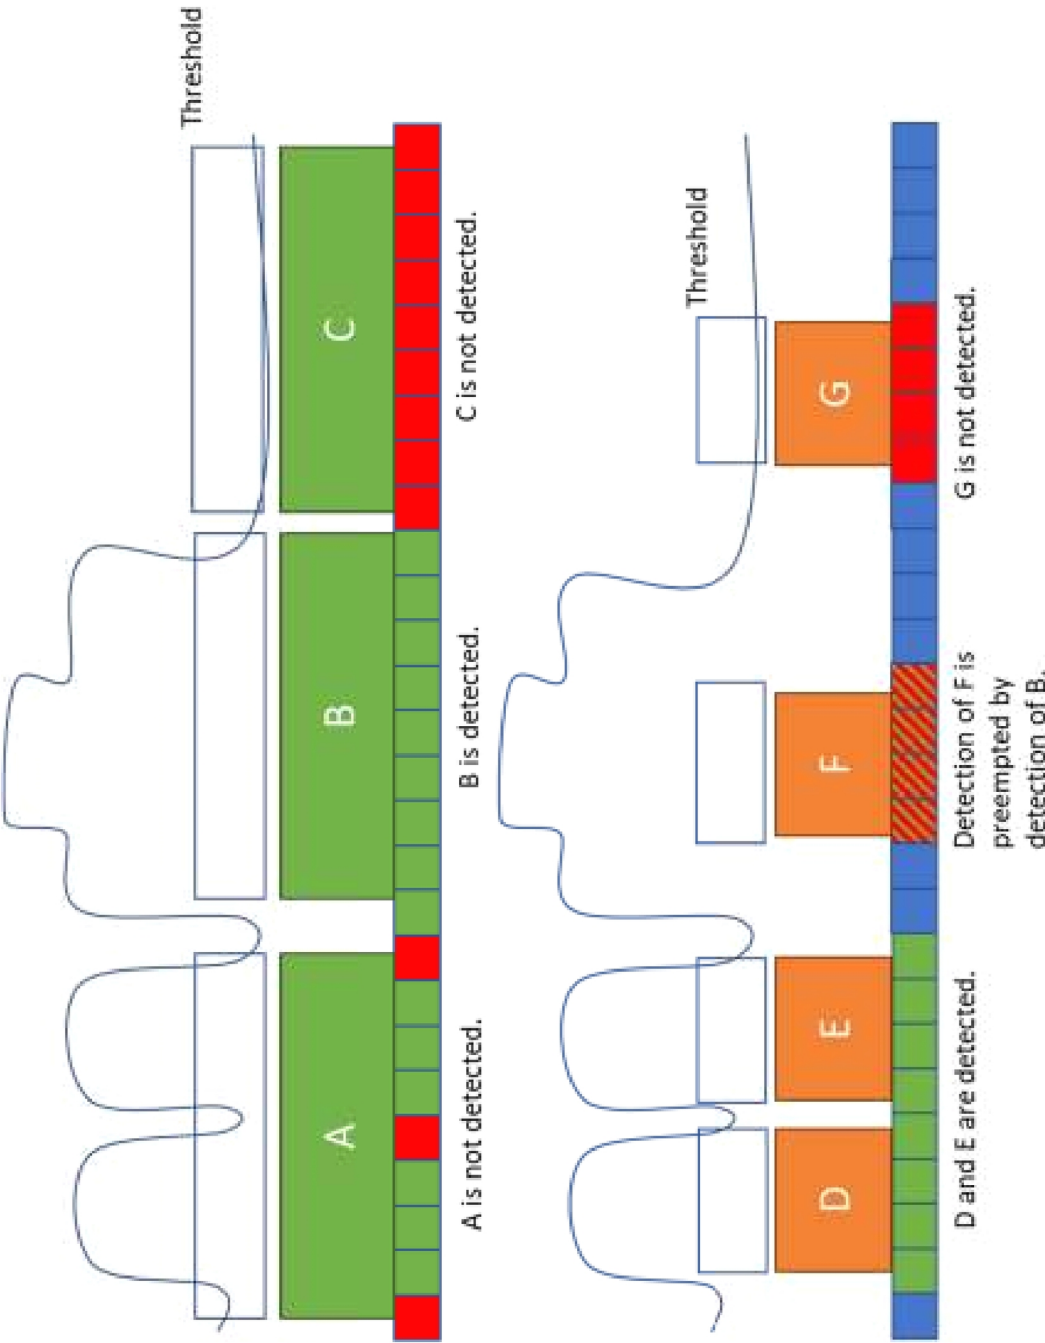 Threshold
A
B
C
A is not detected.
B is detected.
C is not detected.
Threshold
D
E
F
G
D and E are detected.
Detection of F is
preempted by
detection of B.
G is not detected.